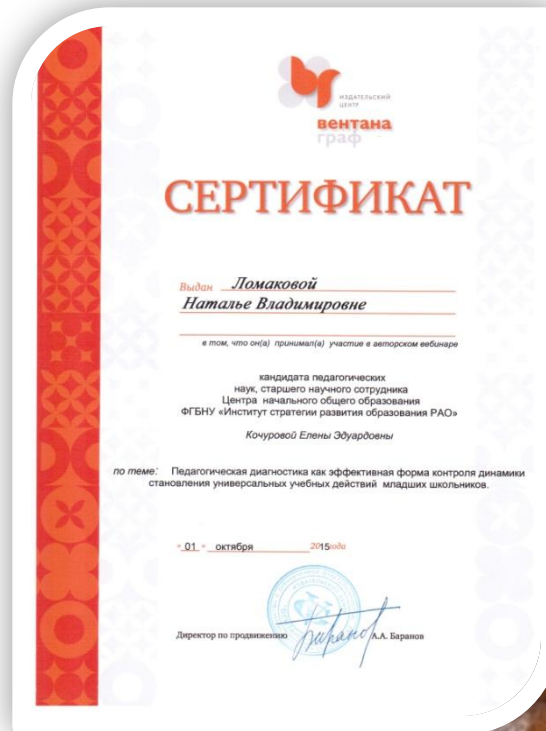 ИЗДАТЕЛЬСКИЙ
ЦЕНТР
вентана
граф
СЕРТИФИКАТ
Выдан Ломаковой
Наталье Владимировне
в том, что он(а) принимал(а) участие в авторском вебинаре
кандидата педагогических
наук, старшего научного сотрудника
Центра начального общего образования
ФГБНУ «Институт стратегии развития образования РАО»
Кочуровой Елены Эдуардовны
по теме: Педагогическая диагностика как эффективная форма контроля динамики
становления универсальных учебных действий младших школьников.
« 01 » октября 2015 года
Директор по продвижению А.А. Баранов